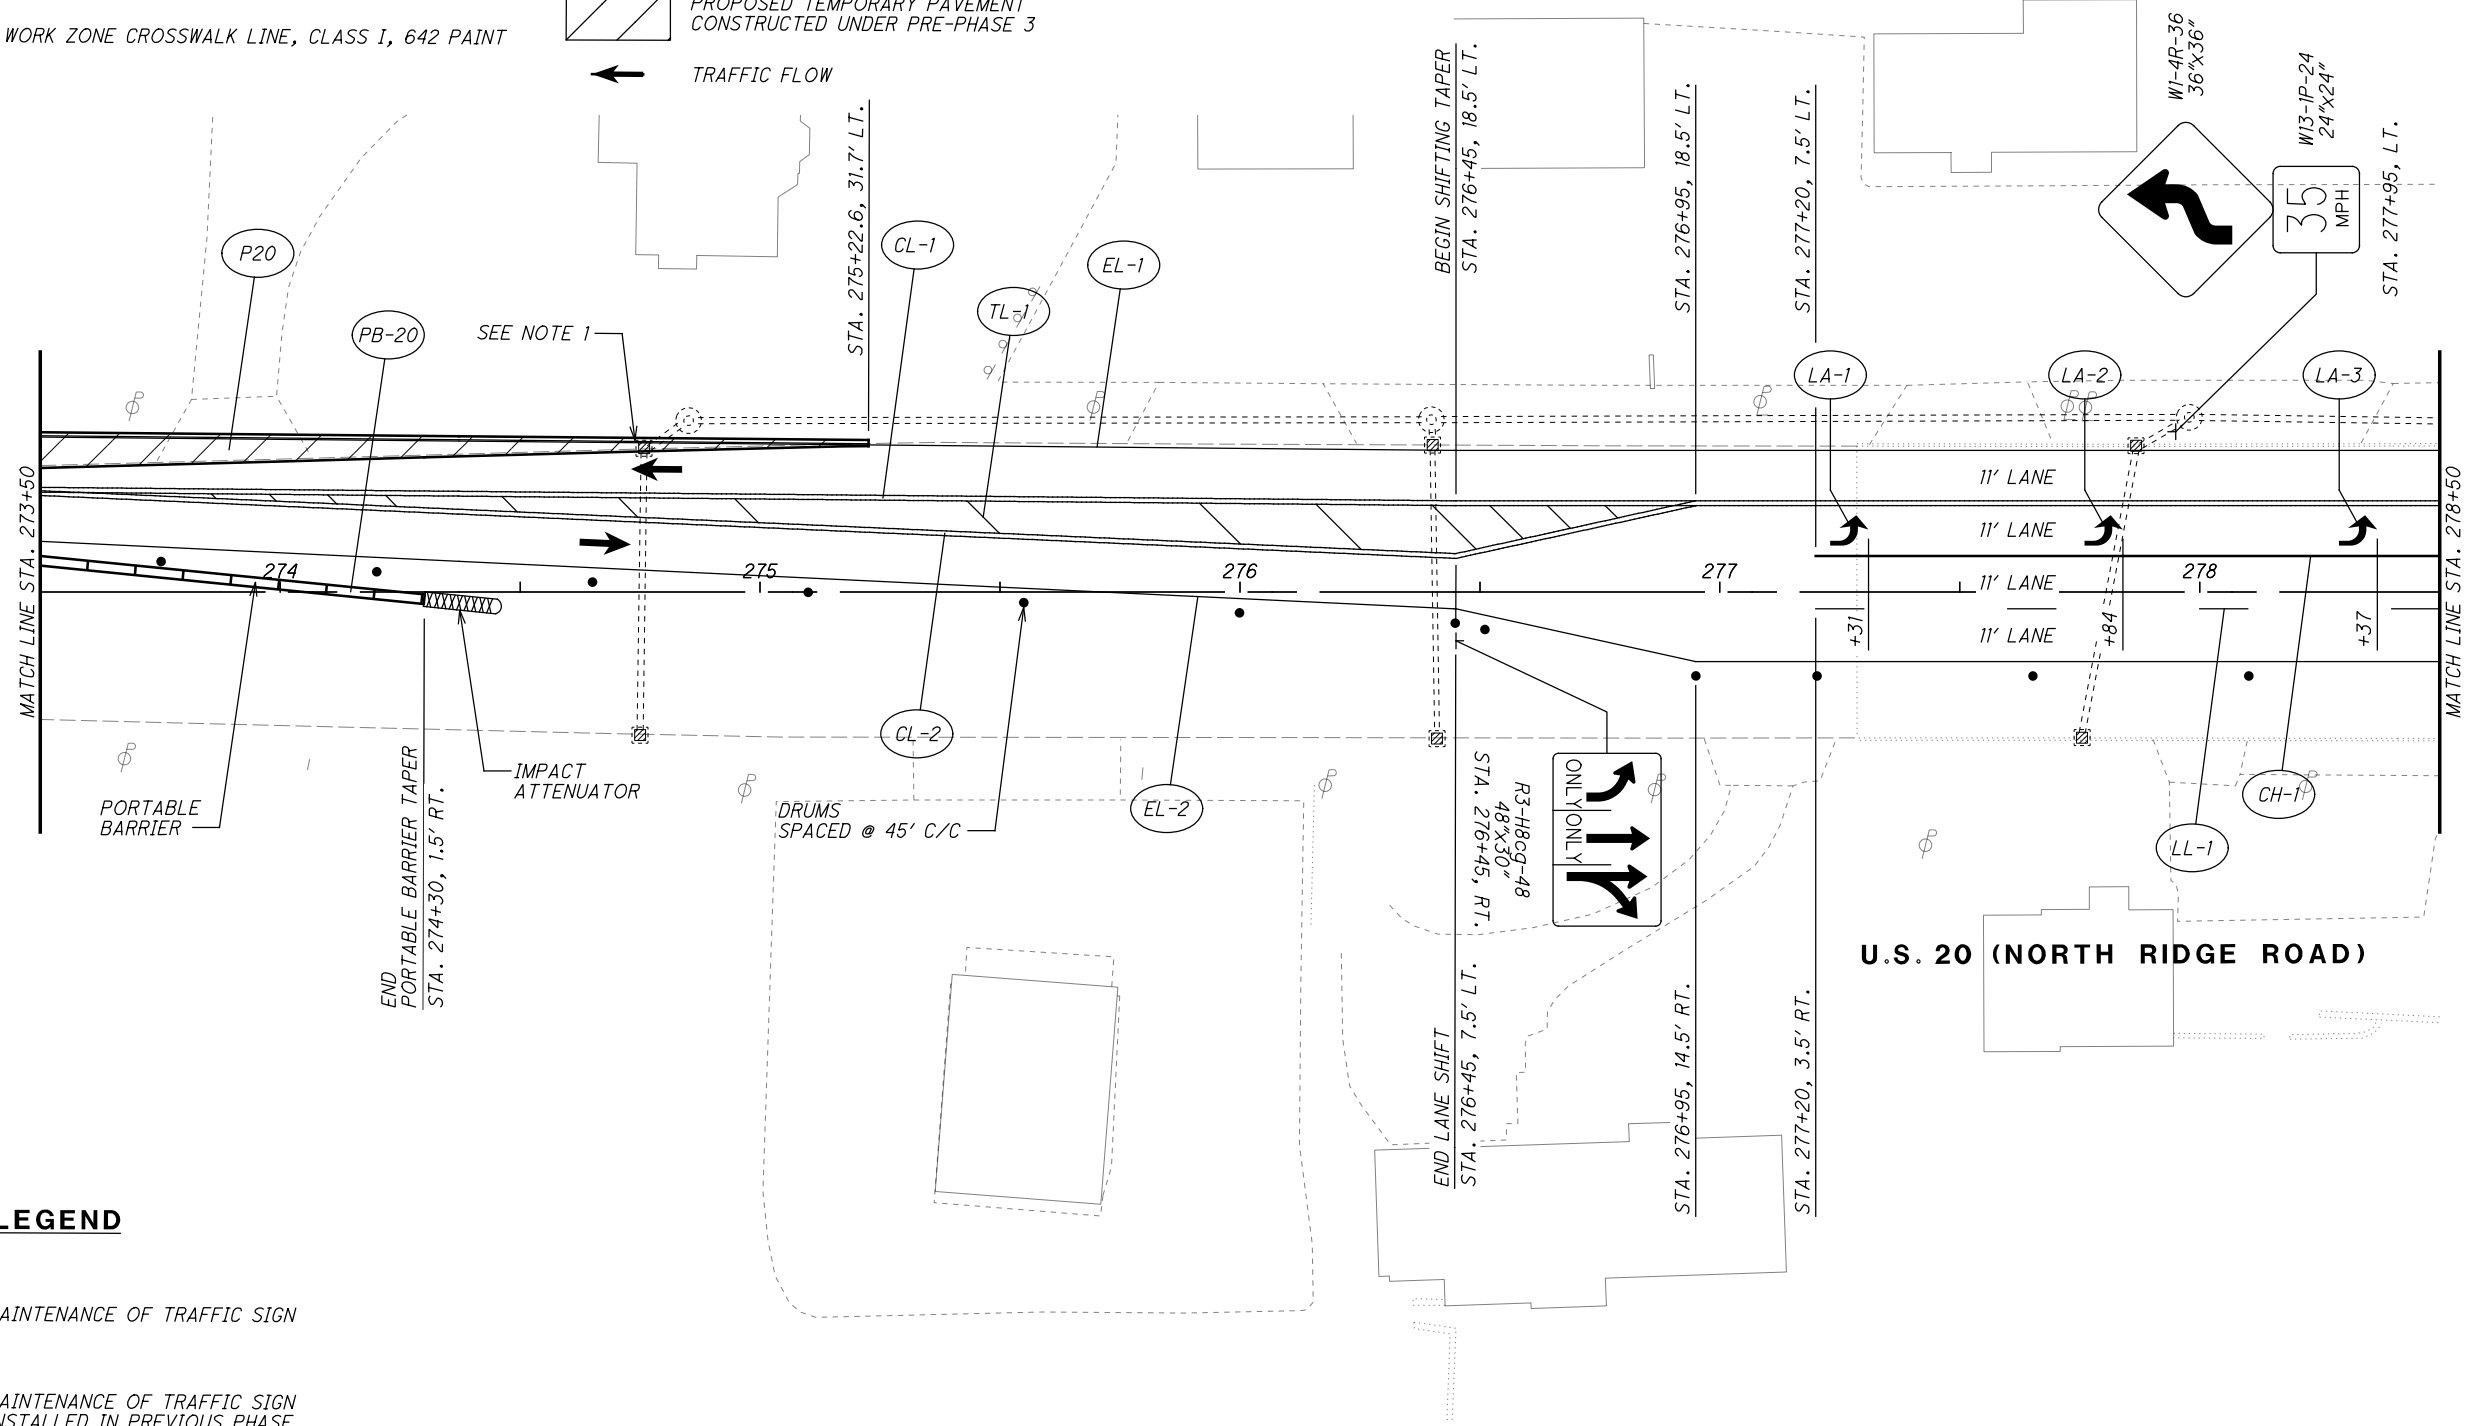 WORK ZONE CROSSWALK LINE, CLASS I, 642 PAINT
PROPOSED TEMPORARY PAVEMENT
CONSTRUCTED UNDER PRE-PHASE 3
TRAFFIC FLOW
STA. 275+22.6, 31.7' LT.
BEGIN SHIFTING TAPER
STA. 276+45, 18.5' LT.
STA. 276+95, 18.5' LT.
STA. 277+20, 7.5' LT.
W1-4R-36
36"x36"
W13-1P-24
24"x24"
STA. 277+95, LT.
35
MPH
P20
PB-20
SEE NOTE 1
CL-1
TL-1
EL-1
LA-1
LA-2
LA-3
MATCH LINE STA. 273+50
11' LANE
11' LANE
11' LANE
11' LANE
274
275
276
277
278
+31
+84
+37
MATCH LINE STA. 278+50
PORTABLE
BARRIER
END
PORTABLE BARRIER TAPER
STA. 274+30, 1.5' RT.
IMPACT
ATTENUATOR
DRUMS
SPACED @ 45' C/C
CL-2
EL-2
STA. 276+45, RT.
48"x30"
R3-H8cg-48
ONLY
ONLY
CH-1
LL-1
U.S. 20 (NORTH RIDGE ROAD)
END LANE SHIFT
STA. 276+45, 7.5' LT.
STA. 276+95, 14.5' RT.
STA. 277+20, 3.5' RT.
LEGEND
AINTENANCE OF TRAFFIC SIGN
AINTENANCE OF TRAFFIC SIGN
NSTALLED IN PREVIOUS PHASE